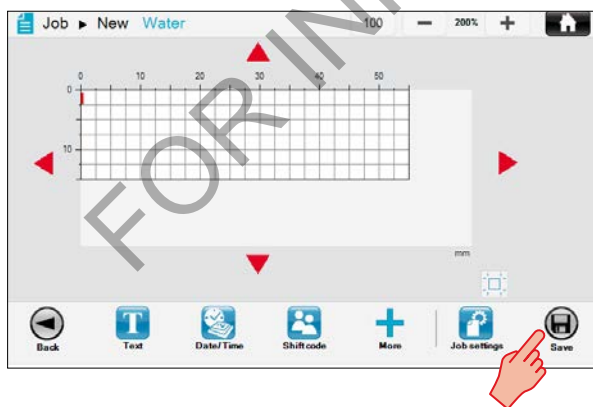 Job ▶ New Water 100 — 200% +
0 10 20 30 40 50
0
10
mm
Back Text Date/Time Shift code More Job settings Save
FOR IN